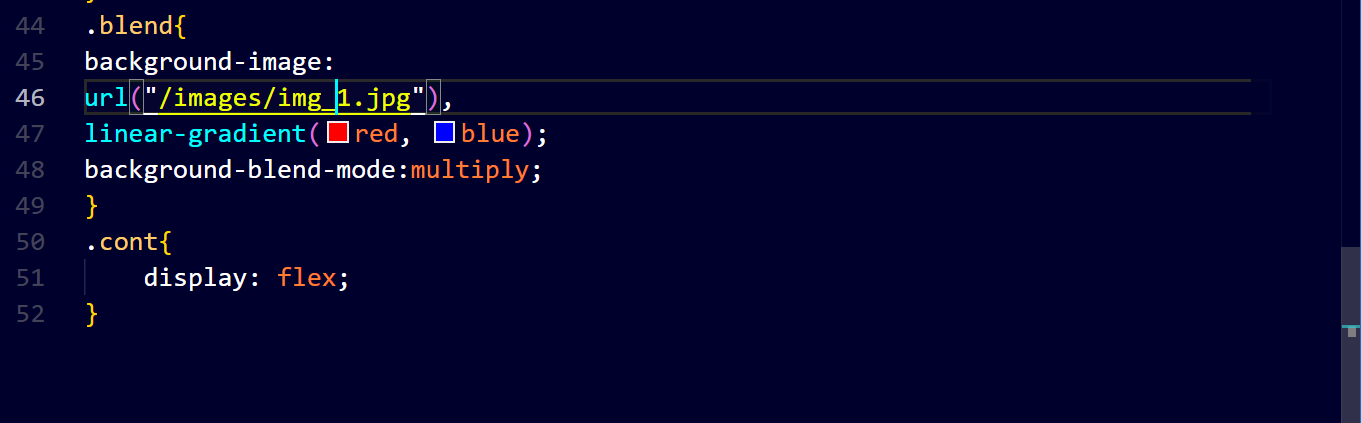 44 .blend{
45 background-image:
46 url("/images/img_1.jpg"),
47 linear-gradient(red, blue);
48 background-blend-mode:multiply;
49 }
50 .cont{
51     display: flex;
52 }